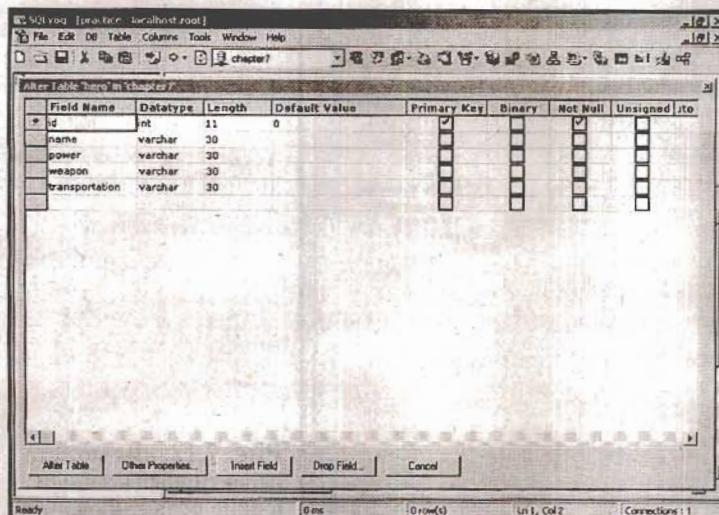 SQLyog - [practice - localhost.root]
File Edit DB Table Columns Tools Window Help
chapter7
Alter Table 'hero' in 'chapter7'
Field Name Datatype Length Default Value Primary Key Binary Not Null Unsigned uto
* id int 11 0
name varchar 30
power varchar 30
weapon varchar 30
transportation varchar 30
Alter Table Other Properties... Insert Field Drop Field... Cancel
Ready 0 ms 0 row(s) Ln 1, Col 2 Connections : 1